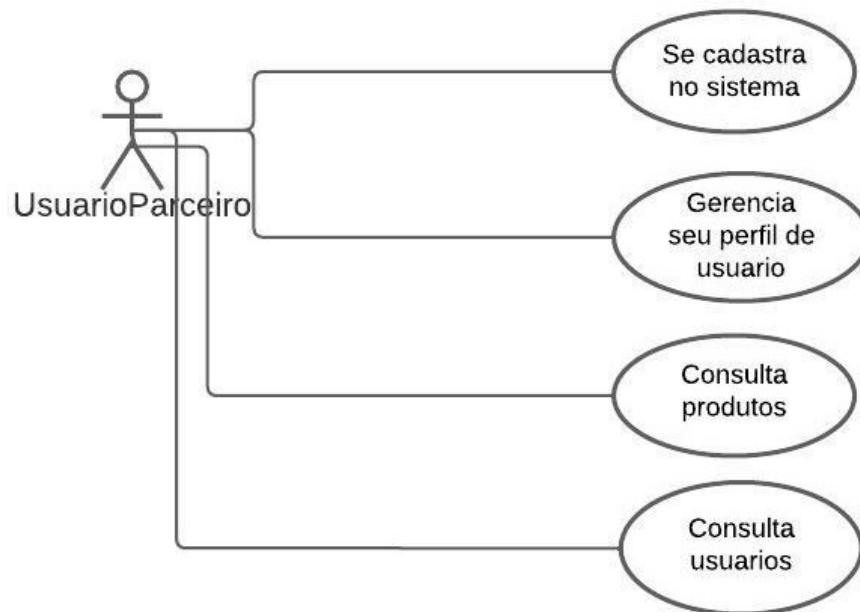 Se cadastra
no sistema
UsuarioParceiro
Gerencia
seu perfil de
usuario
Consulta
produtos
Consulta
usuarios